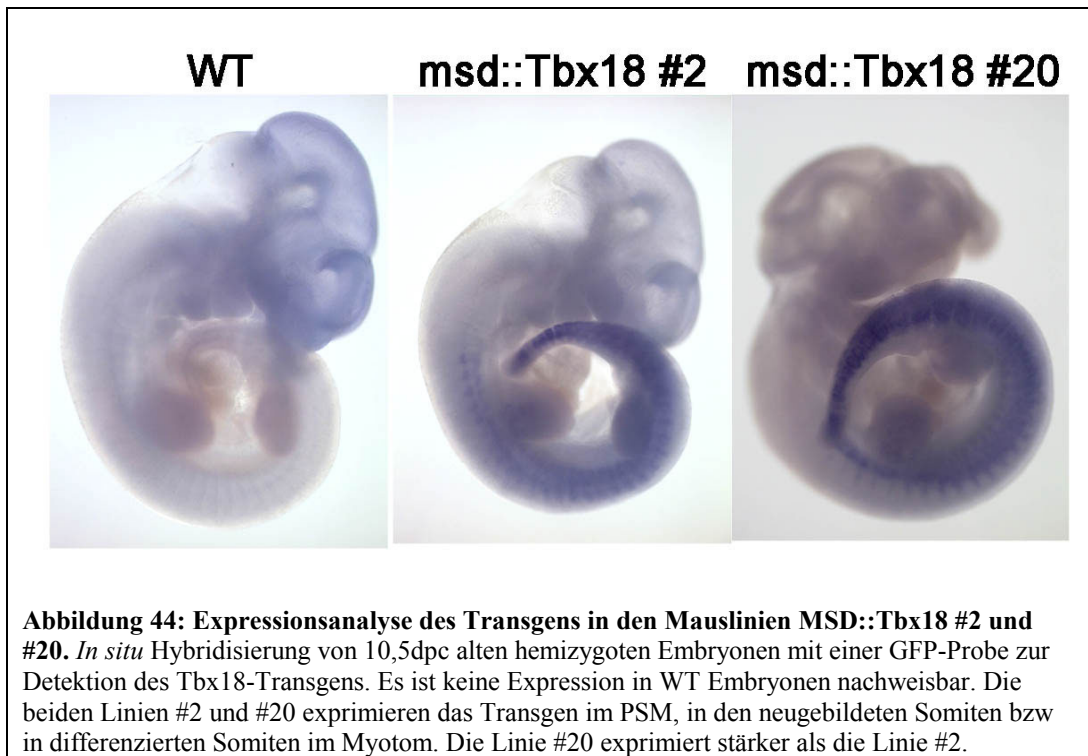 WT msd::Tbx18 #2 msd::Tbx18 #20
Abbildung 44: Expressionsanalyse des Transgens in den Mauslinien MSD::Tbx18 #2 und
#20. In situ Hybridisierung von 10,5dpc alten hemizygoten Embryonen mit einer GFP-Probe zur
Detektion des Tbx18-Transgens. Es ist keine Expression in WT Embryonen nachweisbar. Die
beiden Linien #2 und #20 exprimieren das Transgen im PSM, in den neugebildeten Somiten bzw
in differenzierten Somiten im Myotom. Die Linie #20 exprimiert stärker als die Linie #2.